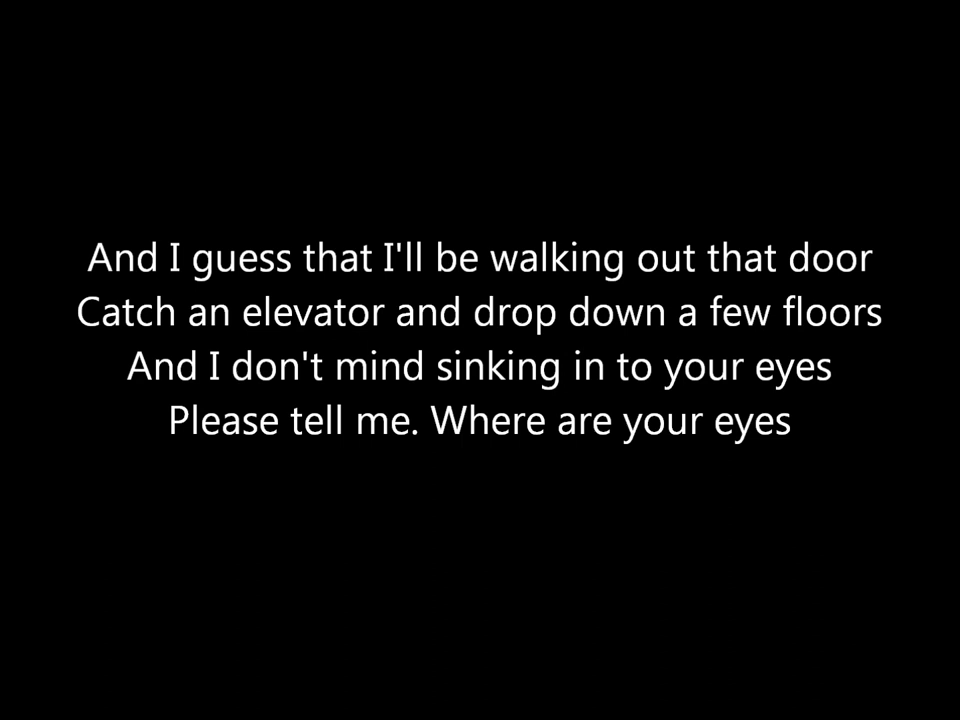 And I guess that I'll be walking out that door
Catch an elevator and drop down a few floors
And I don't mind sinking in to your eyes
Please tell me. Where are your eyes